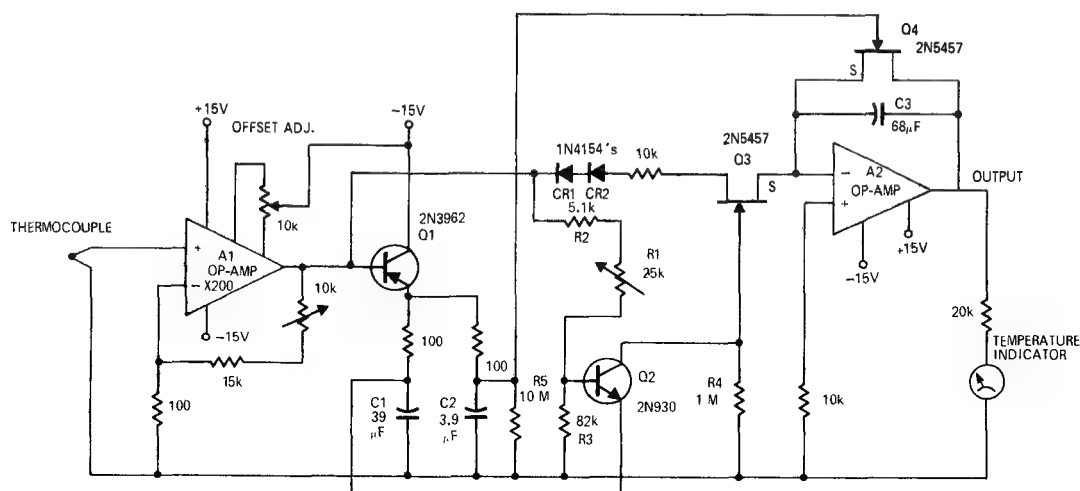 Q4
2N5457
S
+15V
OFFSET ADJ.
-15V
C3
68μF
2N5457
Q3
1N4154's
10k
CR1 CR2
S
A2
OP-AMP
-
+
OUTPUT
THERMOCOUPLE
10k
2N3962
Q1
5.1k
R2
+
A1
OP-AMP
-
X200
10k
R1
25k
+15V
-15V
-15V
20k
TEMPERATURE
INDICATOR
100
100
15k
Q2
2N930
R5
10 M
R4
1 M
100
C1
39
μF
C2
3.9
μF
82k
R3
10k